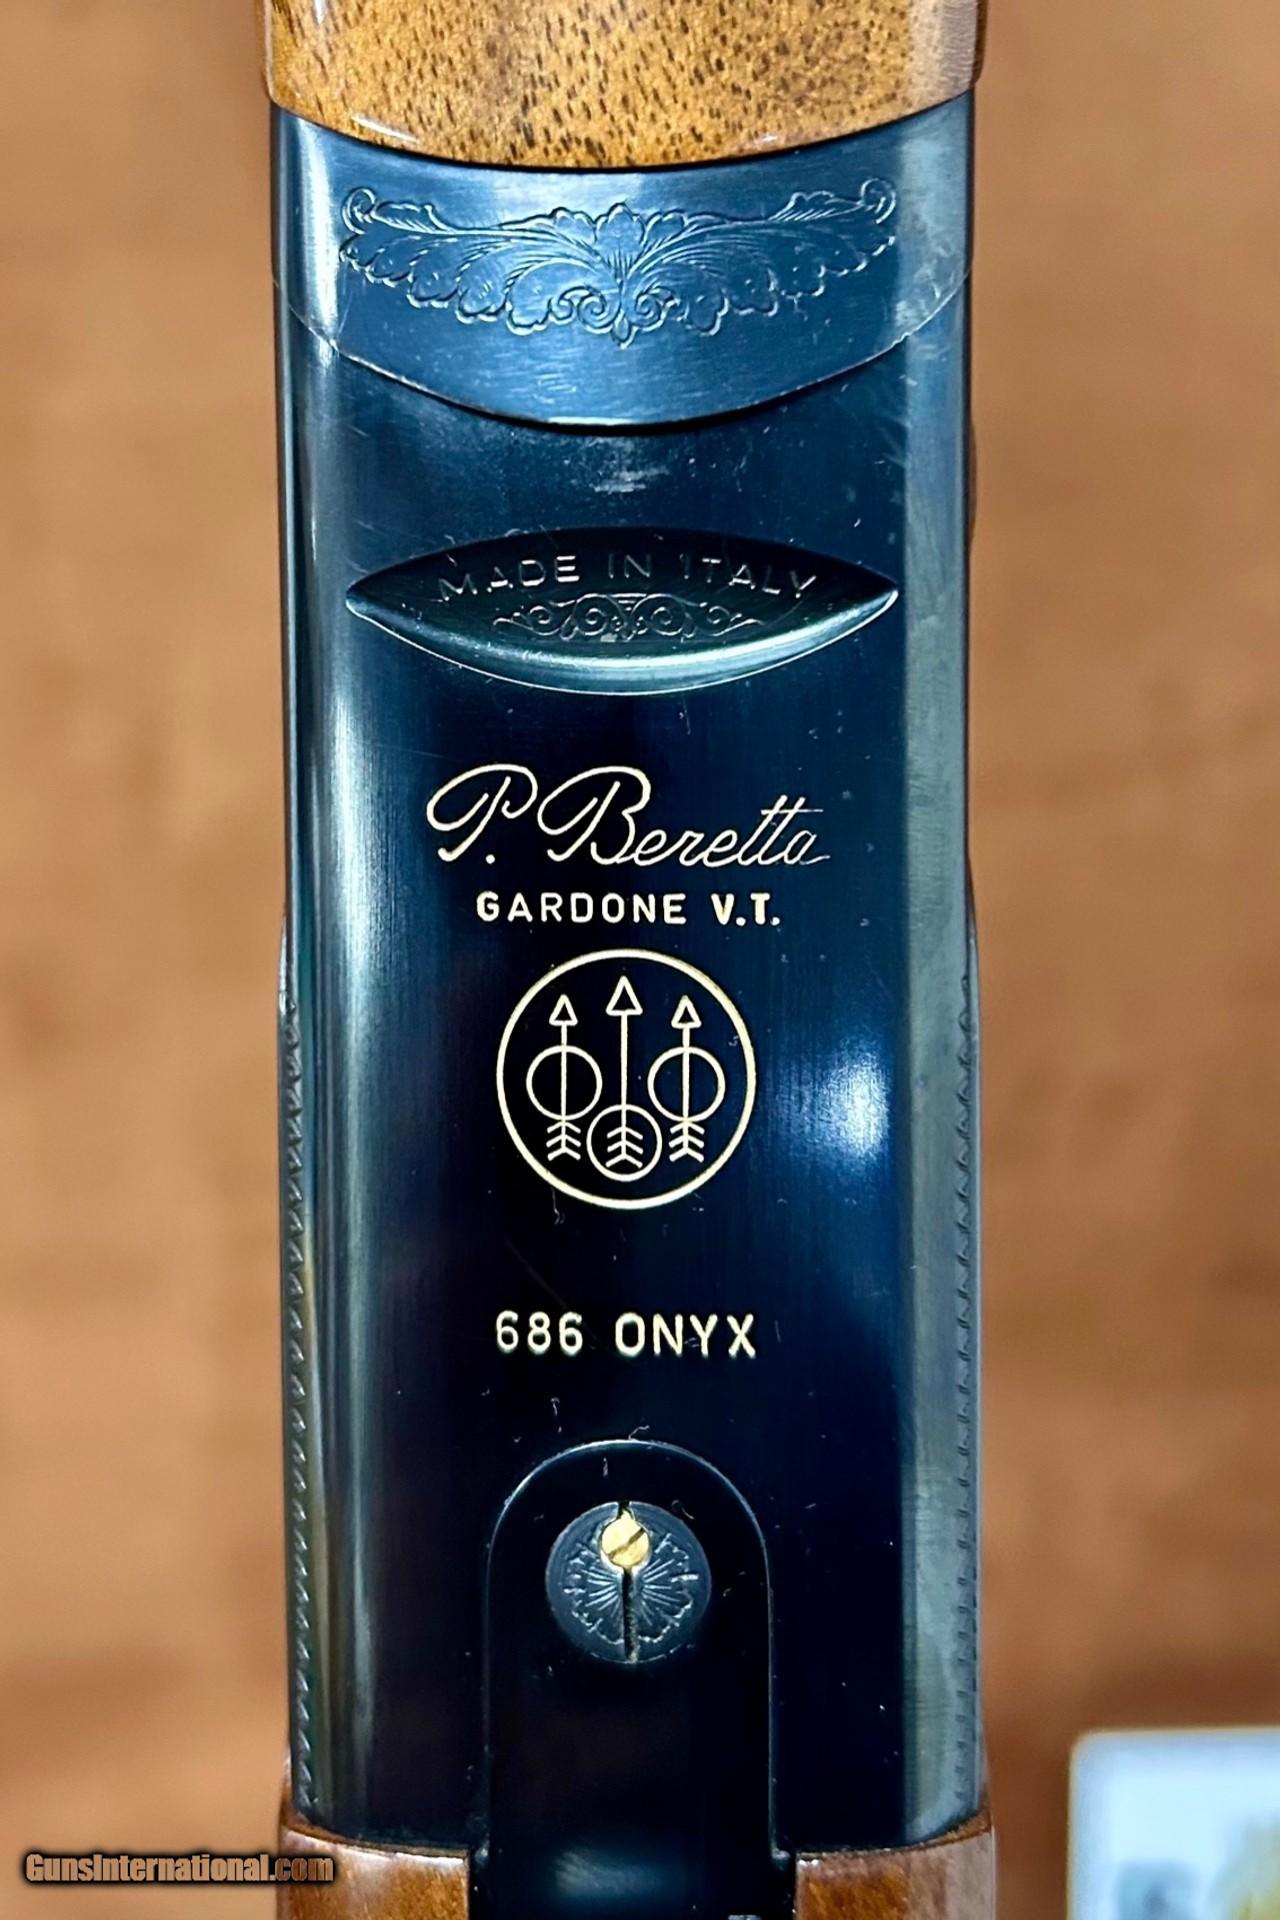 MADE IN ITALY
P. Beretta
GARDONE V.T.
686 ONYX
GunsInternational.com